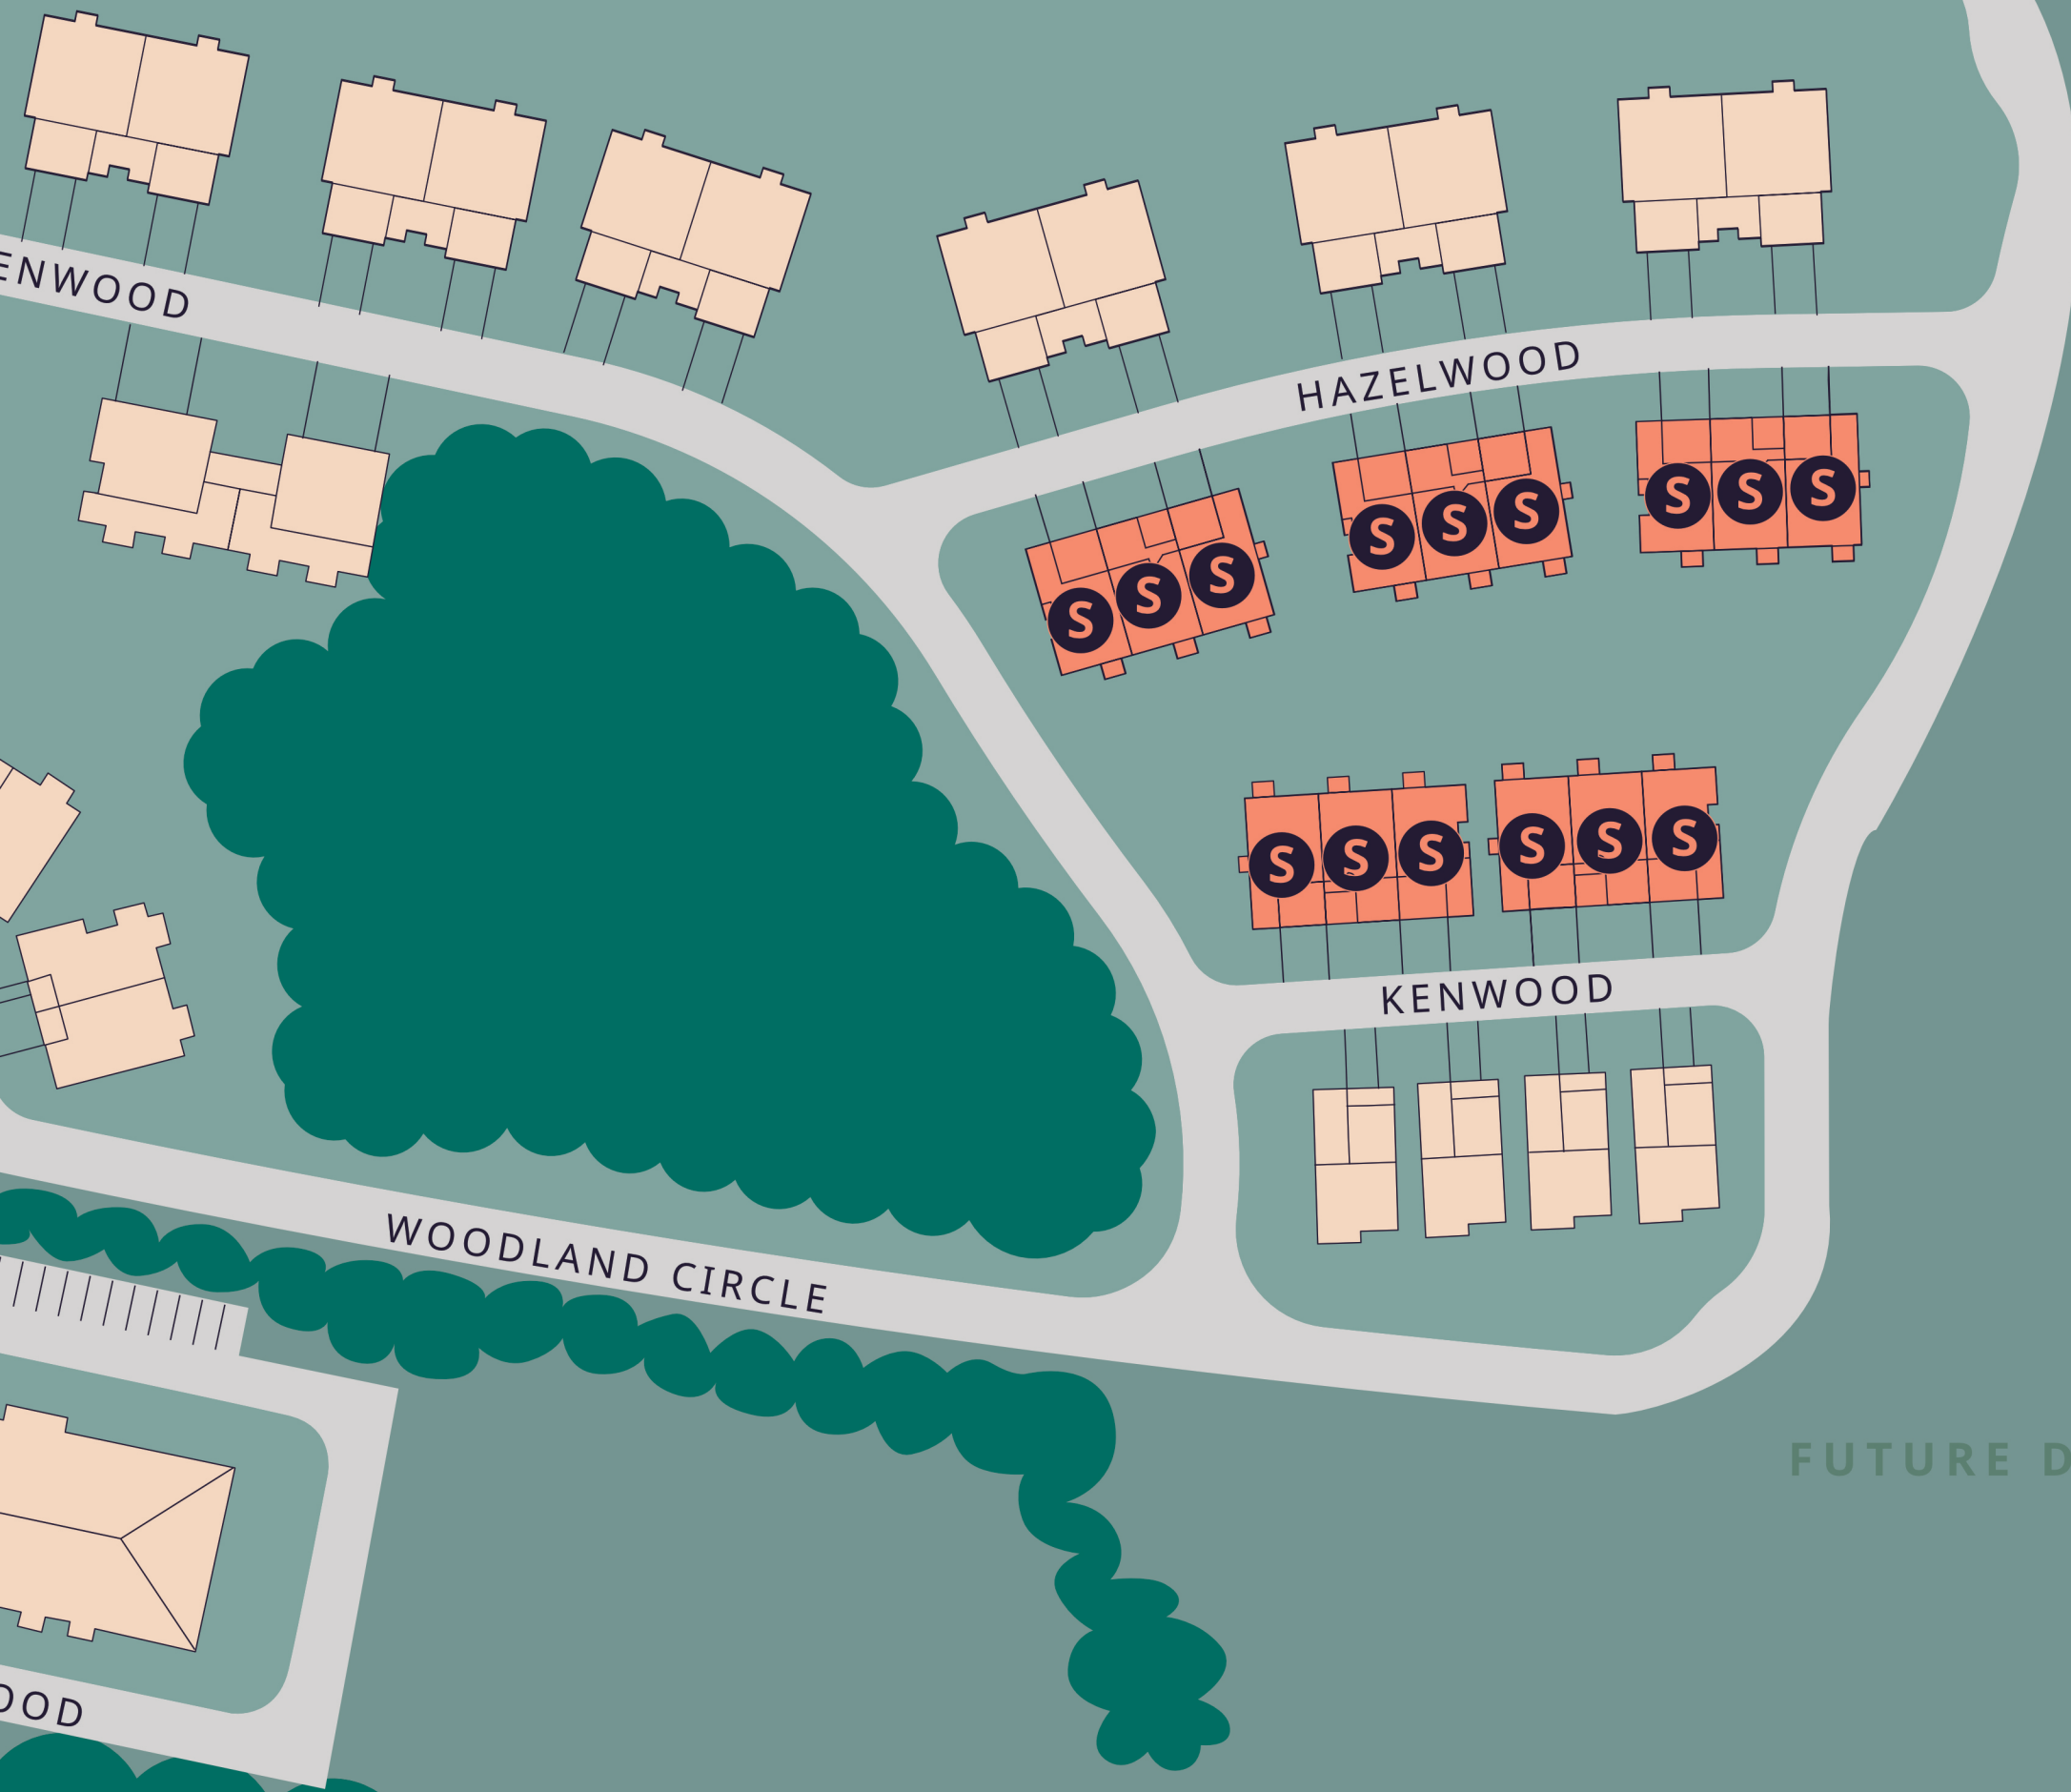 ENWOOD
HAZELWOOD
S S S
S S S
S S S
S S S
S S S
KENWOOD
WOODLAND CIRCLE
FUTURE D
OOD